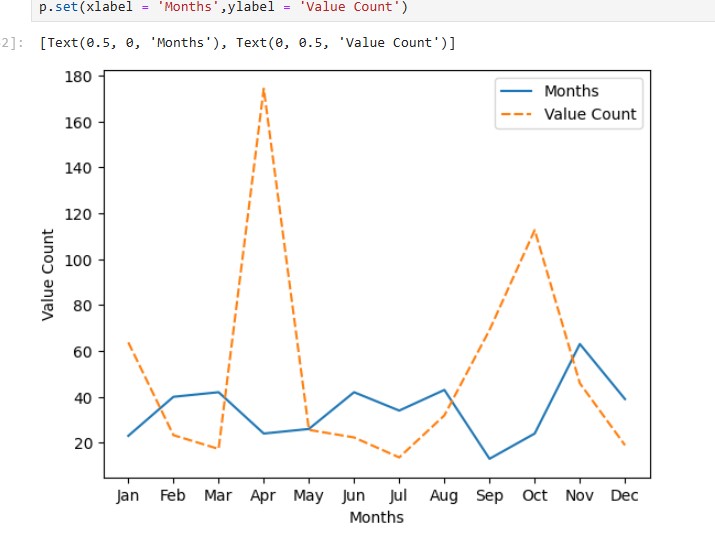 p.set(xlabel = 'Months',ylabel = 'Value Count')
2]: [Text(0.5, 0, 'Months'), Text(0, 0.5, 'Value Count')]
180
160
140
120
100
80
60
40
20
Value Count
Months
Value Count
Jan Feb Mar Apr May Jun Jul Aug Sep Oct Nov Dec
Months